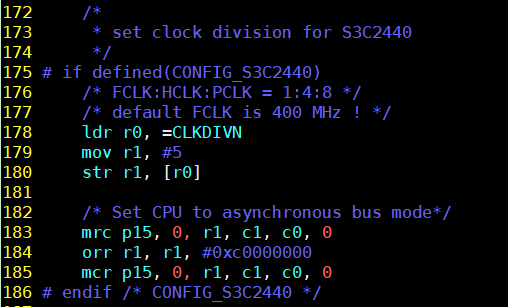 172     /*
173      * set clock division for S3C2440
174      */
175 # if defined(CONFIG_S3C2440)
176     /* FCLK:HCLK:PCLK = 1:4:8 */
177     /* default FCLK is 400 MHz ! */
178     ldr r0, =CLKDIVN
179     mov r1, #5
180     str r1, [r0]
181
182     /* Set CPU to asynchronous bus mode*/
183     mrc p15, 0, r1, c1, c0, 0
184     orr r1, r1, #0xc0000000
185     mcr p15, 0, r1, c1, c0, 0
186 # endif /* CONFIG_S3C2440 */